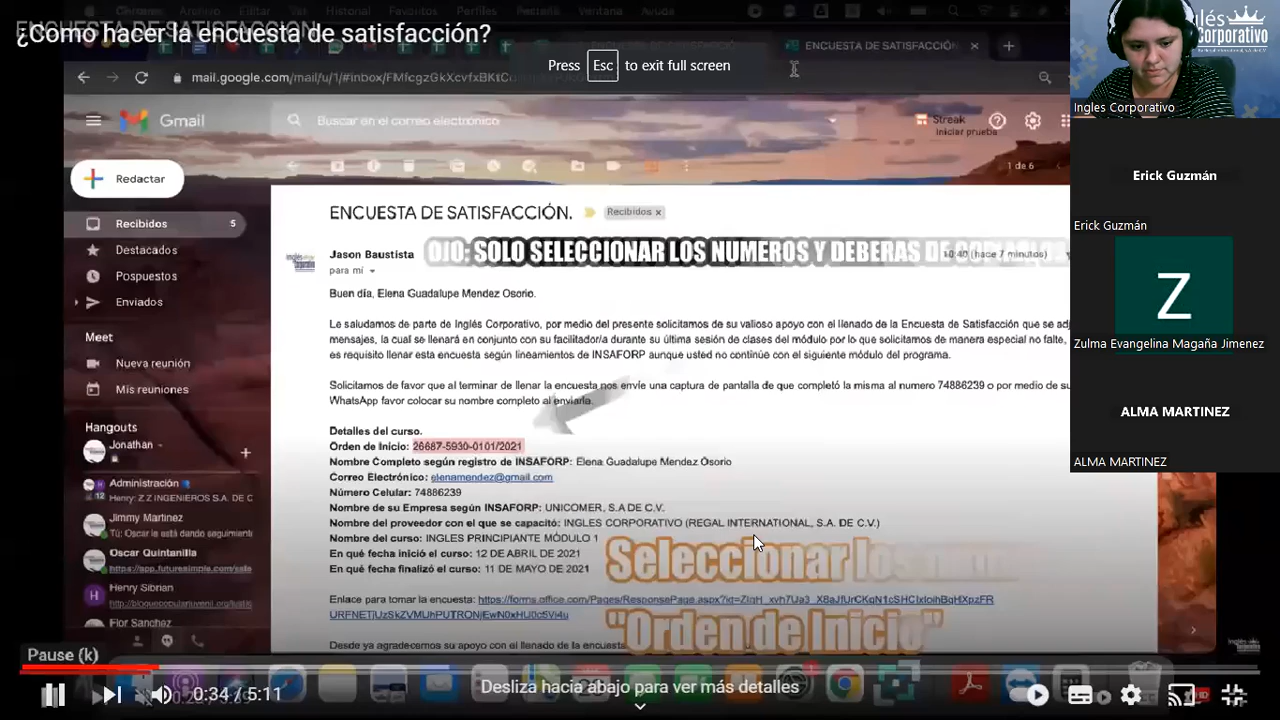 ¿Como hacer la encuesta de satisfacción?
Press Esc to exit full screen
ENCUESTA DE SATISFACCIÓN
mail.google.com/mail/u/1/#inbox/
Gmail
Buscar en el correo electrónico
Streak
Iniciar prueba
Redactar
1 de 6
Recibidos 5
Destacados
Pospuestos
Enviados
Meet
Nueva reunión
Mis reuniones
Hangouts
Jonathan
Administración
12 Henry: Z Z INGENIEROS S.A. DE C
Jimmy Martinez
Tú: Oscar le está dando seguimiento
Oscar Quintanilla
Henry Sibrian
Flor Sanchez
ENCUESTA DE SATISFACCIÓN. Recibidos x
Jason Baustista
OJO: SOLO SELECCIONAR LOS NUMEROS Y DEBERAS DE
10:40 (hace 7 minutos)
para mí
Buen día, Elena Guadalupe Mendez Osorio.
Le saludamos de parte de Inglés Corporativo, por medio del presente solicitamos de su valioso apoyo con el llenado de la Encuesta de Satisfacción que se adj
mensajes, la cual se llenará en conjunto con su facilitador/a durante su última sesión de clases del módulo por lo que solicitamos de manera especial no falte,
es requisito llenar esta encuesta según lineamientos de INSAFORP aunque usted no continúe con el siguiente módulo del programa.
Solicitamos de favor que al terminar de llenar la encuesta nos envíe una captura de pantalla de que completó la misma al numero 74886239 o por medio de su
WhatsApp favor colocar su nombre completo al enviarla.
Detalles del curso.
Orden de Inicio: 26687-5930-0101/2021
Nombre Completo según registro de INSAFORP: Elena Guadalupe Mendez Osorio
Correo Electrónico: elenamendez@gmail.com
Número Celular: 74886239
Nombre de su Empresa según INSAFORP: UNICOMER, S.A DE C.V.
Nombre del proveedor con el que se capacitó: INGLES CORPORATIVO (REGAL INTERNATIONAL, S.A. DE C.V.)
Nombre del curso: INGLES PRINCIPIANTE MÓDULO 1
En qué fecha inició el curso: 12 DE ABRIL DE 2021
En qué fecha finalizó el curso: 11 DE MAYO DE 2021
Seleccionar los
Enlace para tomar la encuesta:
"Orden de Inicio"
Desde ya agradecemos su apoyo con el llenado de la encuesta
Pause (k)
0:34 / 5:11
Desliza hacia abajo para ver más detalles
Inglés Corporativo
Ingles Corporativo
Erick Guzmán
Erick Guzmán
Z
Zulma Evangelina Magaña Jimenez
ALMA MARTINEZ
ALMA MARTINEZ